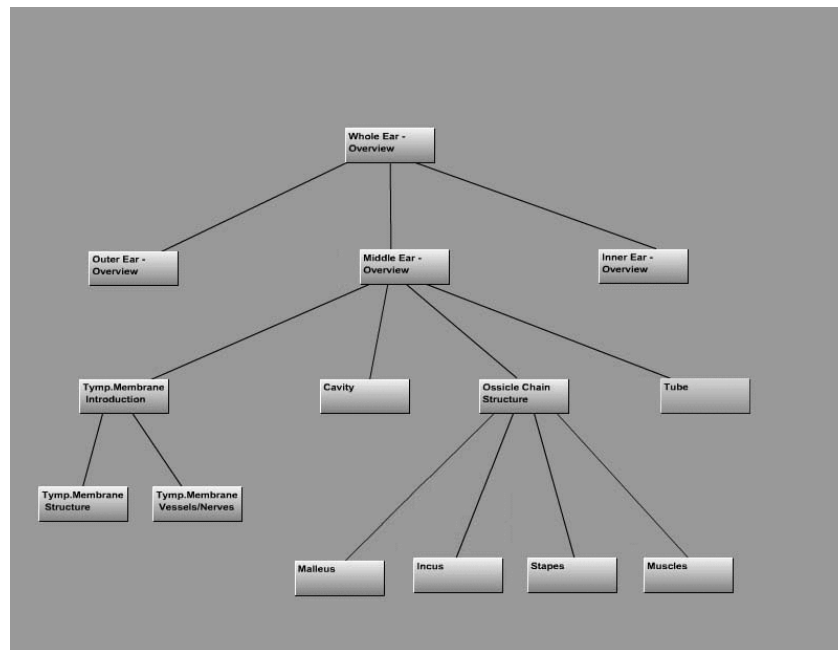 Whole Ear -
Overview
Outer Ear -
Overview
Middle Ear -
Overview
Inner Ear -
Overview
Tymp.Membrane
Introduction
Cavity
Ossicle Chain
Structure
Tube
Tymp.Membrane
Structure
Tymp.Membrane
Vessels/Nerves
Malleus
Incus
Stapes
Muscles